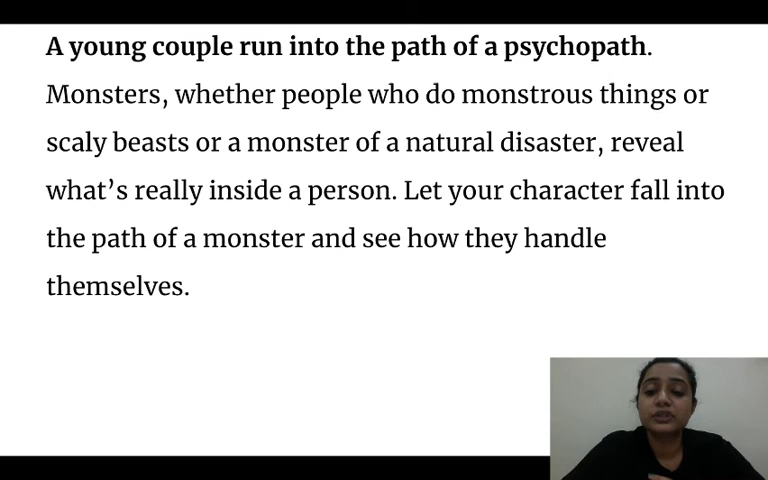 A young couple run into the path of a psychopath.
Monsters, whether people who do monstrous things or
scaly beasts or a monster of a natural disaster, reveal
what’s really inside a person. Let your character fall into
the path of a monster and see how they handle
themselves.